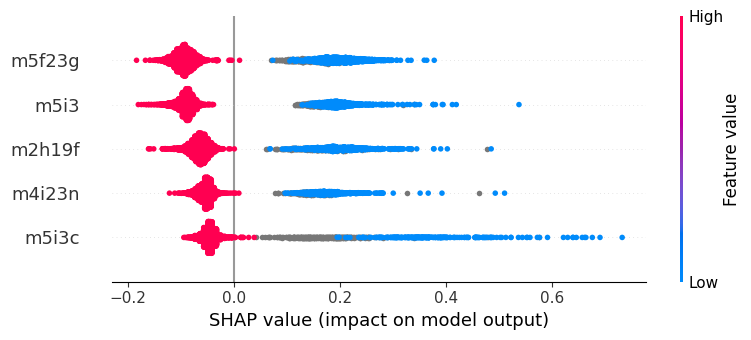 High
m5f23g
m5i3
m2h19f
m4i23n
m5i3c
Feature value
Low
−0.2 0.0 0.2 0.4 0.6
SHAP value (impact on model output)